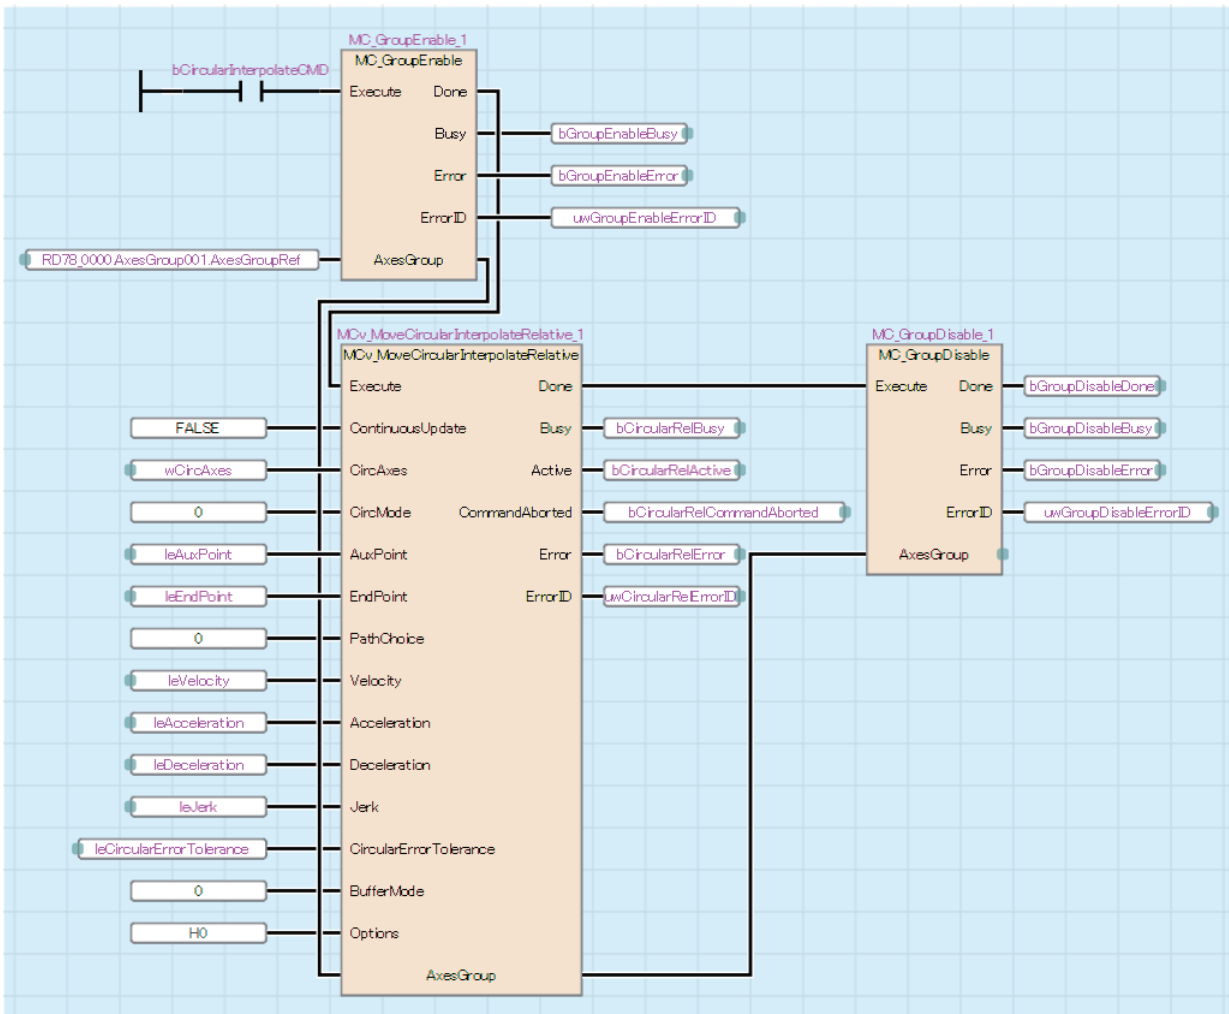 MC_GroupEnable_1
MC_GroupEnable
bCircularInterpolateCMD
Execute Done
Busy bGroupEnableBusy
Error bGroupEnableError
ErrorID uwGroupEnableErrorID
RD78_0000.AxesGroup001.AxesGroupRef AxesGroup
MCv_MoveCircularInterpolateRelative_1 MC_GroupDisable_1
MCv_MoveCircularInterpolateRelative MC_GroupDisable
Execute Done Execute Done bGroupDisableDone
FALSE ContinuousUpdate Busy bCircularRelBusy Busy bGroupDisableBusy
wCircAxes CircAxes Active bCircularRelActive Error bGroupDisableError
0 CircMode CommandAborted bCircularRelCommandAborted ErrorID uwGroupDisableErrorID
leAuxPoint AuxPoint Error bCircularRelError AxesGroup
leEndPoint EndPoint ErrorID uwCircularRelErrorID
0 PathChoice
leVelocity Velocity
leAcceleration Acceleration
leDeceleration Deceleration
leJerk Jerk
leCircularErrorTolerance CircularErrorTolerance
0 BufferMode
H0 Options
AxesGroup